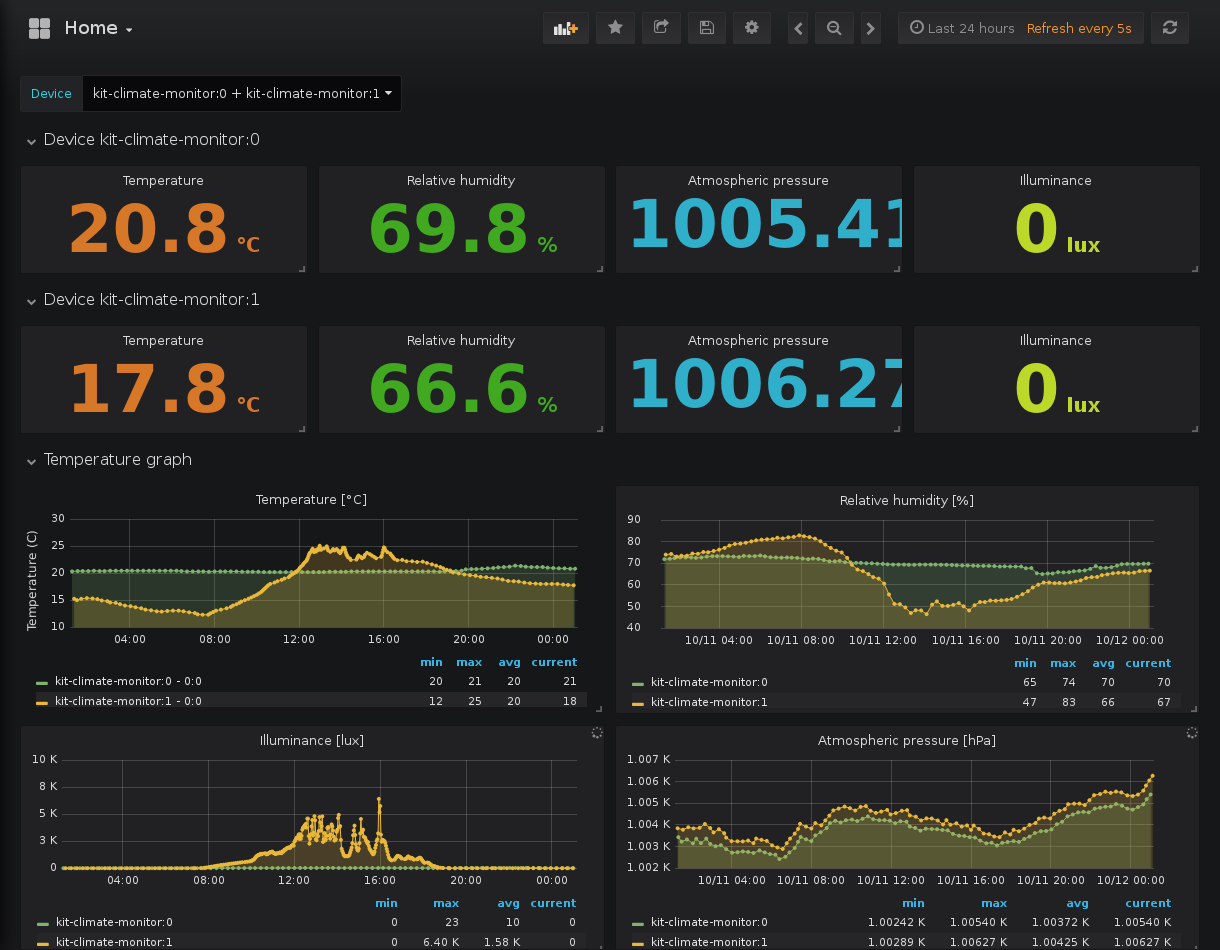 Home
Last 24 hours Refresh every 5s
Device kit-climate-monitor:0 + kit-climate-monitor:1
Device kit-climate-monitor:0
Temperature Relative humidity Atmospheric pressure Illuminance
20.8 °C 69.8 % 1005.41 0 lux
Device kit-climate-monitor:1
Temperature Relative humidity Atmospheric pressure Illuminance
17.8 °C 66.6 % 1006.27 0 lux
Temperature graph
Temperature [°C]
Temperature (C)
30
25
20
15
10
04:00 08:00 12:00 16:00 20:00 00:00
min max avg current
kit-climate-monitor:0 - 0:0 20 21 20 21
kit-climate-monitor:1 - 0:0 12 25 20 18
Relative humidity [%]
90
80
70
60
50
40
10/11 04:00 10/11 08:00 10/11 12:00 10/11 16:00 10/11 20:00 10/12 00:00
min max avg current
kit-climate-monitor:0 65 74 70 70
kit-climate-monitor:1 47 83 66 67
Illuminance [lux]
10 K
8 K
5 K
3 K
0
04:00 08:00 12:00 16:00 20:00 00:00
min max avg current
kit-climate-monitor:0 0 23 10 0
kit-climate-monitor:1 0 6.40 K 1.58 K 0
Atmospheric pressure [hPa]
1.007 K
1.006 K
1.005 K
1.004 K
1.003 K
1.002 K
10/11 04:00 10/11 08:00 10/11 12:00 10/11 16:00 10/11 20:00 10/12 00:00
min max avg current
kit-climate-monitor:0 1.00242 K 1.00540 K 1.00372 K 1.00540 K
kit-climate-monitor:1 1.00289 K 1.00627 K 1.00425 K 1.00627 K